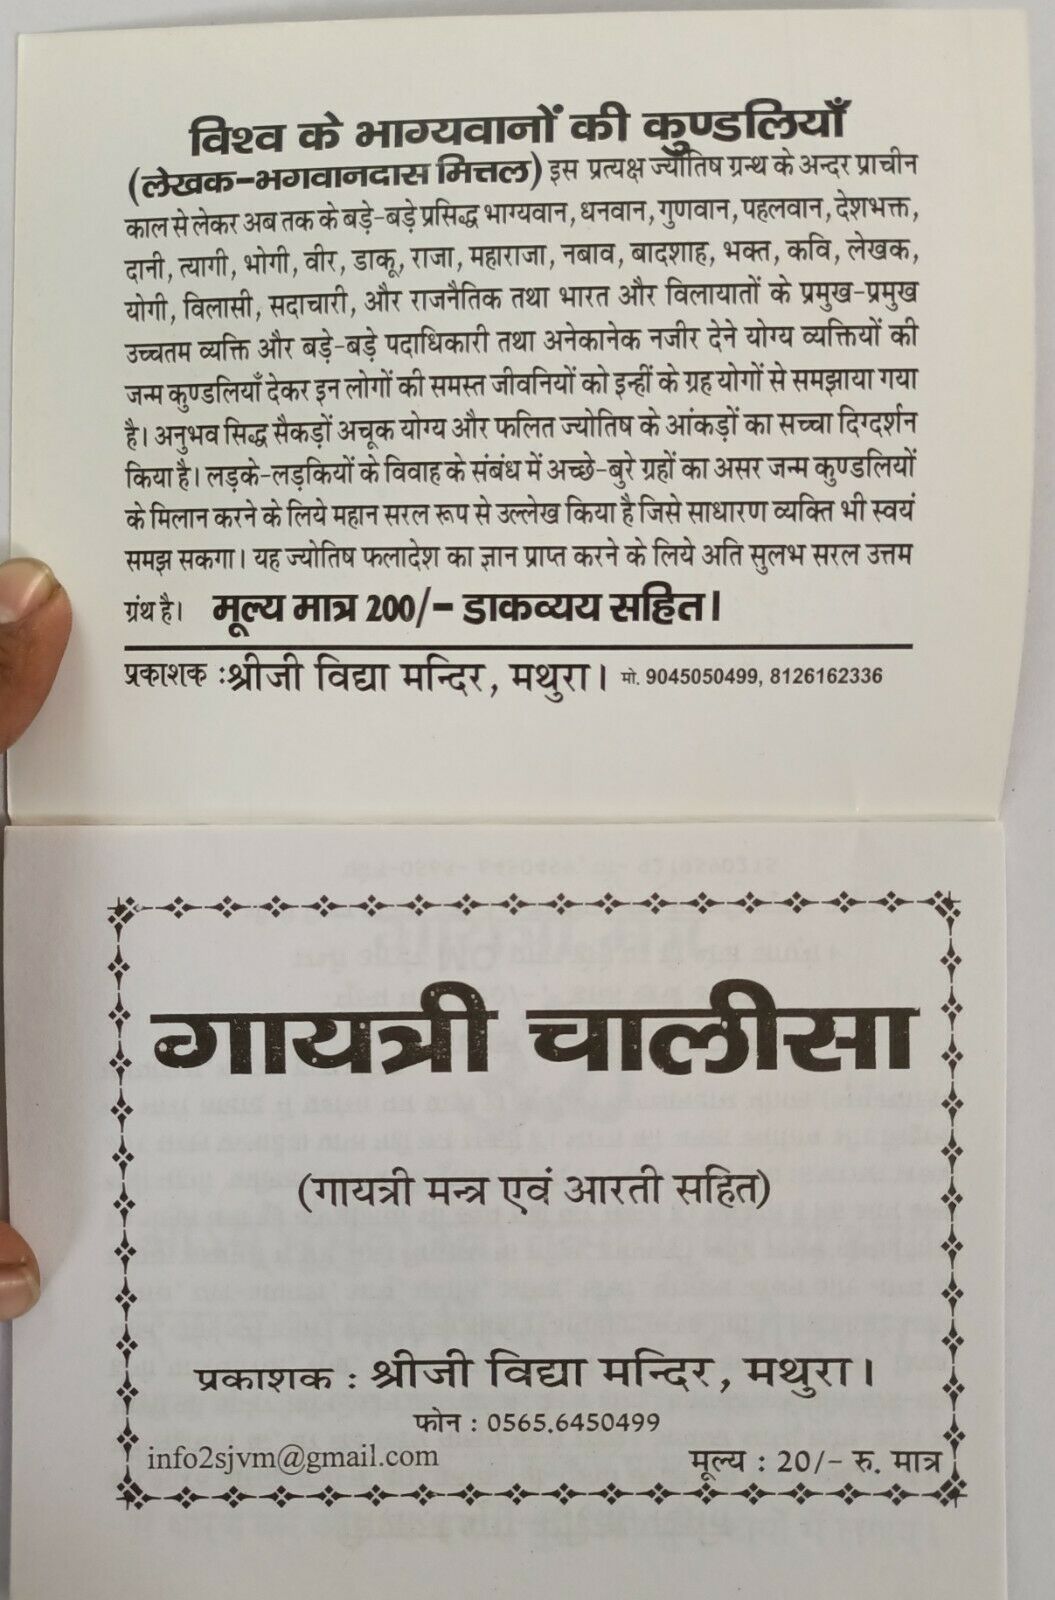 विश्व के भाग्यवानों की कुण्डलियाँ
(लेखक-भगवानदास मित्तल) इस प्रत्यक्ष ज्योतिष ग्रन्थ के अन्दर प्राचीन
काल से लेकर अब तक के बड़े-बड़े प्रसिद्ध भाग्यवान, धनवान, गुणवान, पहलवान, देशभक्त,
दानी, त्यागी, भोगी, वीर, डाकू, राजा, महाराजा, नबाव, बादशाह, भक्त, कवि, लेखक,
योगी, विलासी, सदाचारी, और राजनैतिक तथा भारत और विलायातों के प्रमुख-प्रमुख
उच्चतम व्यक्ति और बड़े-बड़े पदाधिकारी तथा अनेकानेक नजीर देने योग्य व्यक्तियों की
जन्म कुण्डलियाँ देकर इन लोगों की समस्त जीवनियों को इन्हीं के ग्रह योगों से समझाया गया
है। अनुभव सिद्ध सैकड़ों अचूक योग्य और फलित ज्योतिष के आंकड़ों का सच्चा दिग्दर्शन
किया है। लड़के-लड़कियों के विवाह के संबंध में अच्छे-बुरे ग्रहों का असर जन्म कुण्डलियों
के मिलान करने के लिये महान सरल रूप से उल्लेख किया है जिसे साधारण व्यक्ति भी स्वयं
समझ सकगा। यह ज्योतिष फलादेश का ज्ञान प्राप्त करने के लिये अति सुलभ सरल उत्तम
ग्रंथ है। मूल्य मात्र 200/- डाकव्यय सहित।
प्रकाशक :श्रीजी विद्या मन्दिर, मथुरा। मो. 9045050499, 8126162336
गायत्री चालीसा
(गायत्री मन्त्र एवं आरती सहित)
प्रकाशक : श्रीजी विद्या मन्दिर, मथुरा।
फोन : 0565.6450499
info2sjvm@gmail.com मूल्य : 20/- रु. मात्र